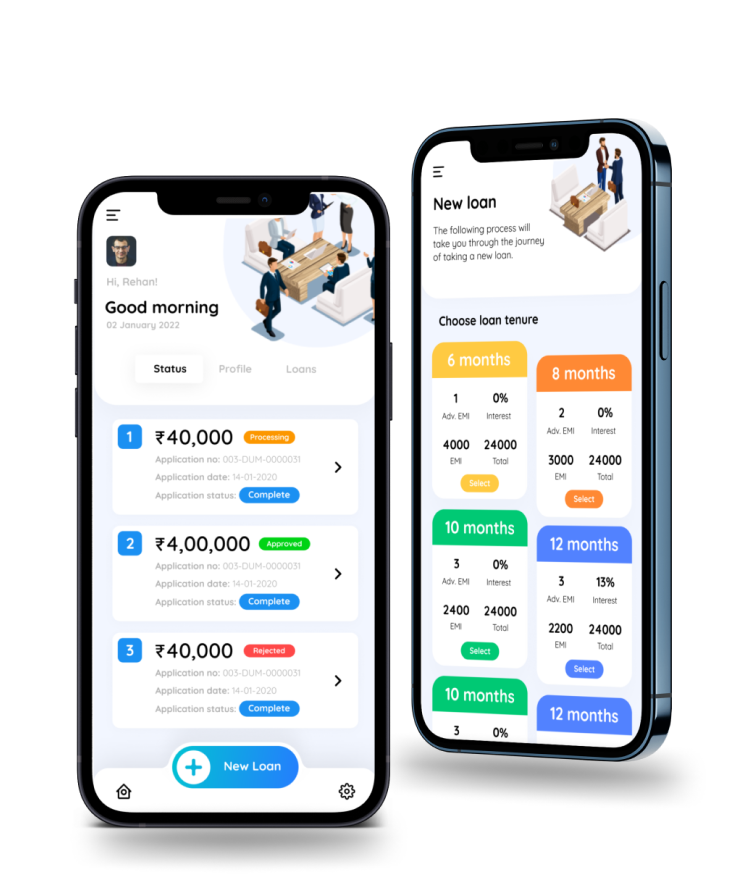 Hi, Rehan!
Good morning
02 January 2022
Status Profile Loans
1 ₹40,000 Processing
Application no: 003-DUM-0000031
Application date: 14-01-2020
Application status: Complete
2 ₹4,00,000 Approved
Application no: 003-DUM-0000031
Application date: 14-01-2020
Application status: Complete
3 ₹40,000 Rejected
Application no: 003-DUM-0000031
Application date: 14-01-2020
Application status: Complete
New Loan
New loan
The following process will
take you through the journey
of taking a new loan.
Choose loan tenure
6 months
1 0%
Adv. EMI Interest
4000 24000
EMI Total
Select
8 months
2 0%
Adv. EMI Interest
3000 24000
EMI Total
Select
10 months
3 0%
Adv. EMI Interest
2400 24000
EMI Total
Select
12 months
3 13%
Adv. EMI Interest
2200 24000
EMI Total
Select
10 months
3 0%
12 months